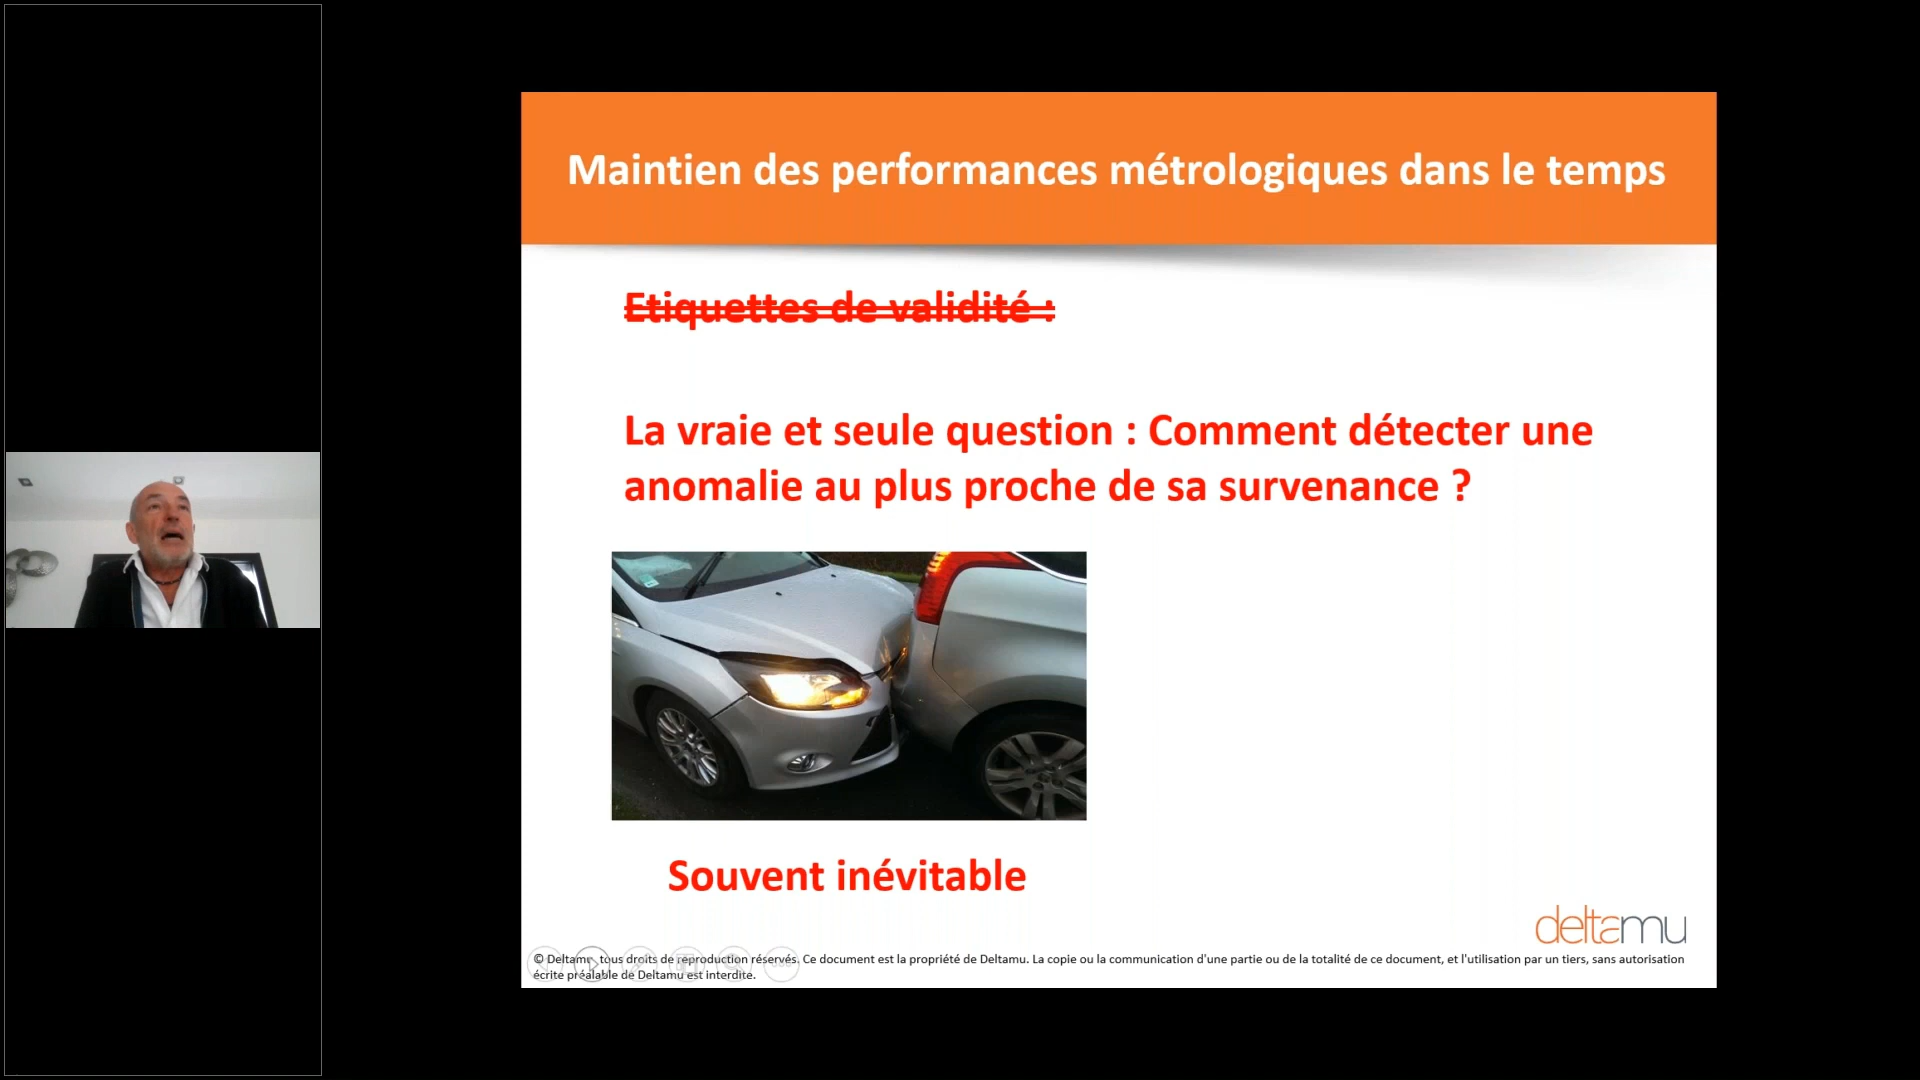 Maintien des performances métrologiques dans le temps
Etiquettes de validité :
La vraie et seule question : Comment détecter une
anomalie au plus proche de sa survenance ?
Souvent inévitable
deltamu
© Deltamu, tous droits de reproduction réservés. Ce document est la propriété de Deltamu. La copie ou la communication d'une partie ou de la totalité de ce document, et l'utilisation par un tiers, sans autorisation
écrite préalable de Deltamu est interdite.